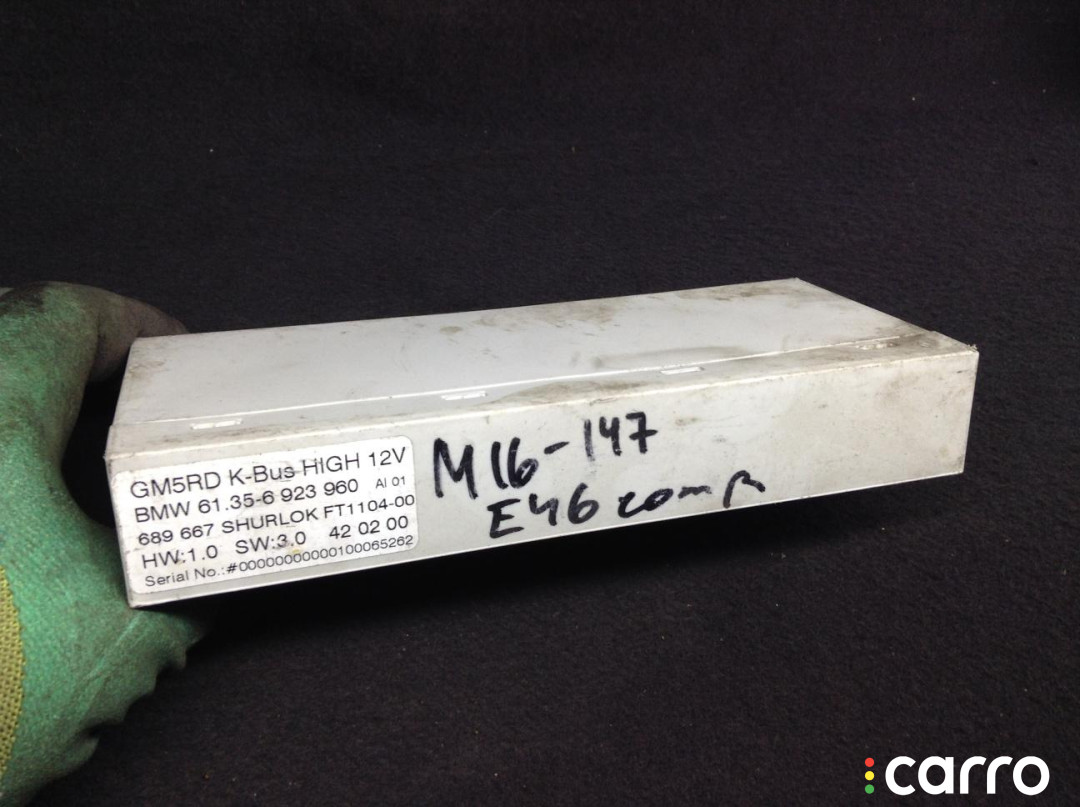 GM5RD K-Bus HIGH 12V
BMW 61.35-6 923 960 AI 01
689 667 SHURLOK FT1104-00
HW:1.0 SW:3.0 42 02 00
Serial No.:#00000000000100065262
M16-147
E46 comp
carro